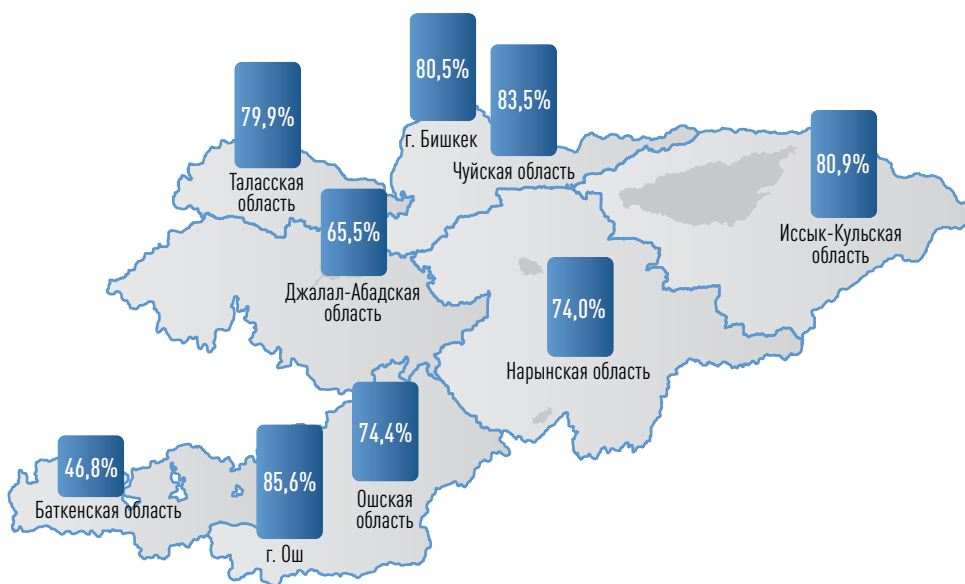 80,5%
г. Бишкек
83,5%
Чуйская область
79,9%
Таласская
область
80,9%
Иссык-Кульская
область
65,5%
Джалал-Абадская
область
74,0%
Нарынская область
74,4%
Ошская
область
46,8%
Баткенская область
85,6%
г. Ош